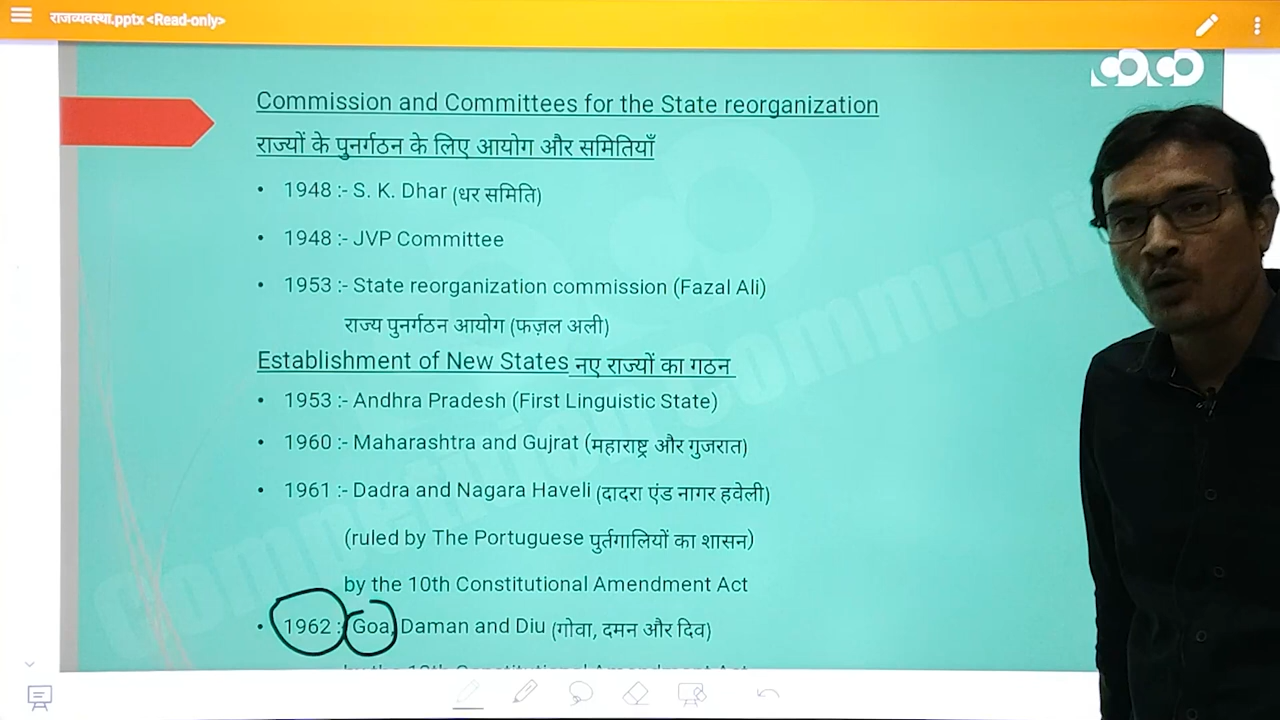 राजव्यवस्था.pptx <Read-only>
COCO
Commission and Committees for the State reorganization
राज्यों के पुनर्गठन के लिए आयोग और समितियाँ
• 1948 :- S. K. Dhar (धर समिति)
• 1948 :- JVP Committee
• 1953 :- State reorganization commission (Fazal Ali)
राज्य पुनर्गठन आयोग (फज़ल अली)
Establishment of New States नए राज्यों का गठन
• 1953 :- Andhra Pradesh (First Linguistic State)
• 1960 :- Maharashtra and Gujrat (महाराष्ट्र और गुजरात)
• 1961 :- Dadra and Nagara Haveli (दादरा एंड नागर हवेली)
(ruled by The Portuguese पुर्तगालियों का शासन)
by the 10th Constitutional Amendment Act
• 1962 :- Goa, Daman and Diu (गोवा, दमन और दिव)